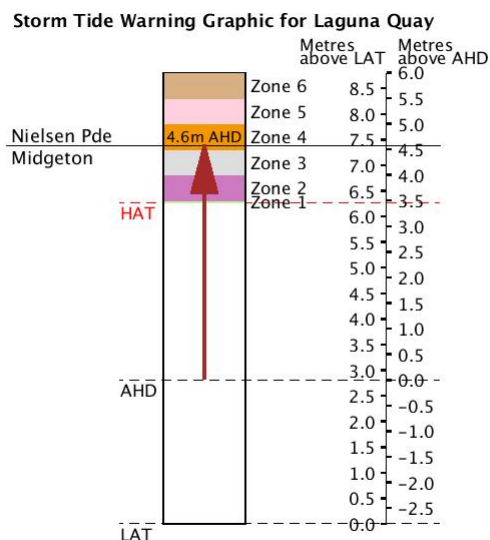 Storm Tide Warning Graphic for Laguna Quay
Metres above LAT
Metres above AHD
6.0
Zone 6
8.5
5.5
Zone 5
8.0
5.0
Nielsen Pde
4.6m AHD
Zone 4
7.5
4.5
Midgeton
Zone 3
7.0
4.0
Zone 2
6.5
Zone 1
3.5
HAT
6.0
3.0
5.5
2.5
5.0
2.0
4.5
1.5
4.0
1.0
3.5
0.5
3.0
0.0
AHD
2.5
−0.5
2.0
−1.0
1.5
−1.5
1.0
−2.0
0.5
−2.5
0.0
LAT